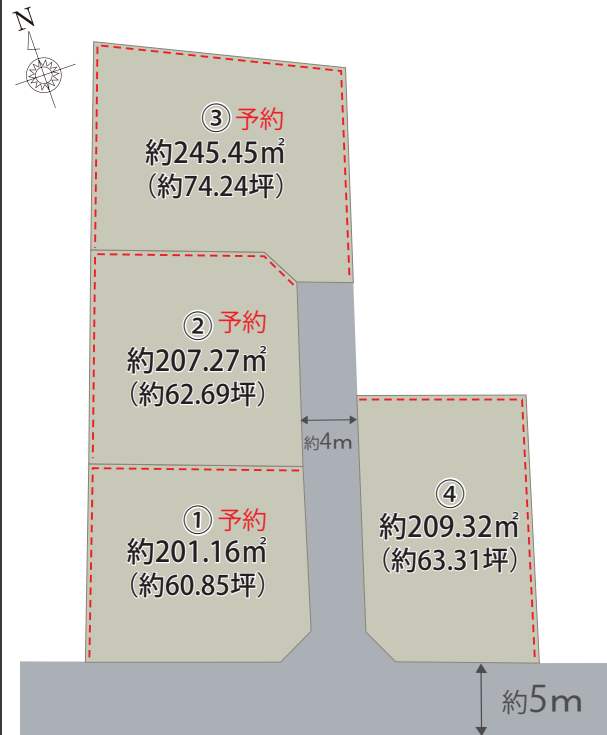 N
③ 予約
約245.45㎡
（約74.24坪）
② 予約
約207.27㎡
（約62.69坪）
約4m
① 予約
約201.16㎡
（約60.85坪）
④
約209.32㎡
（約63.31坪）
約5m